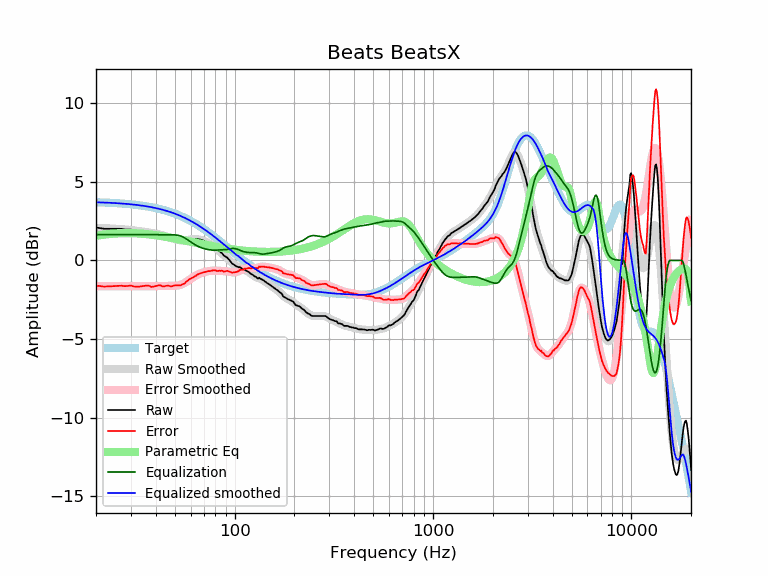 Beats BeatsX
Amplitude (dBr)
10
5
0
−5
−10
−15
Target
Raw Smoothed
Error Smoothed
Raw
Error
Parametric Eq
Equalization
Equalized smoothed
100
1000
10000
Frequency (Hz)